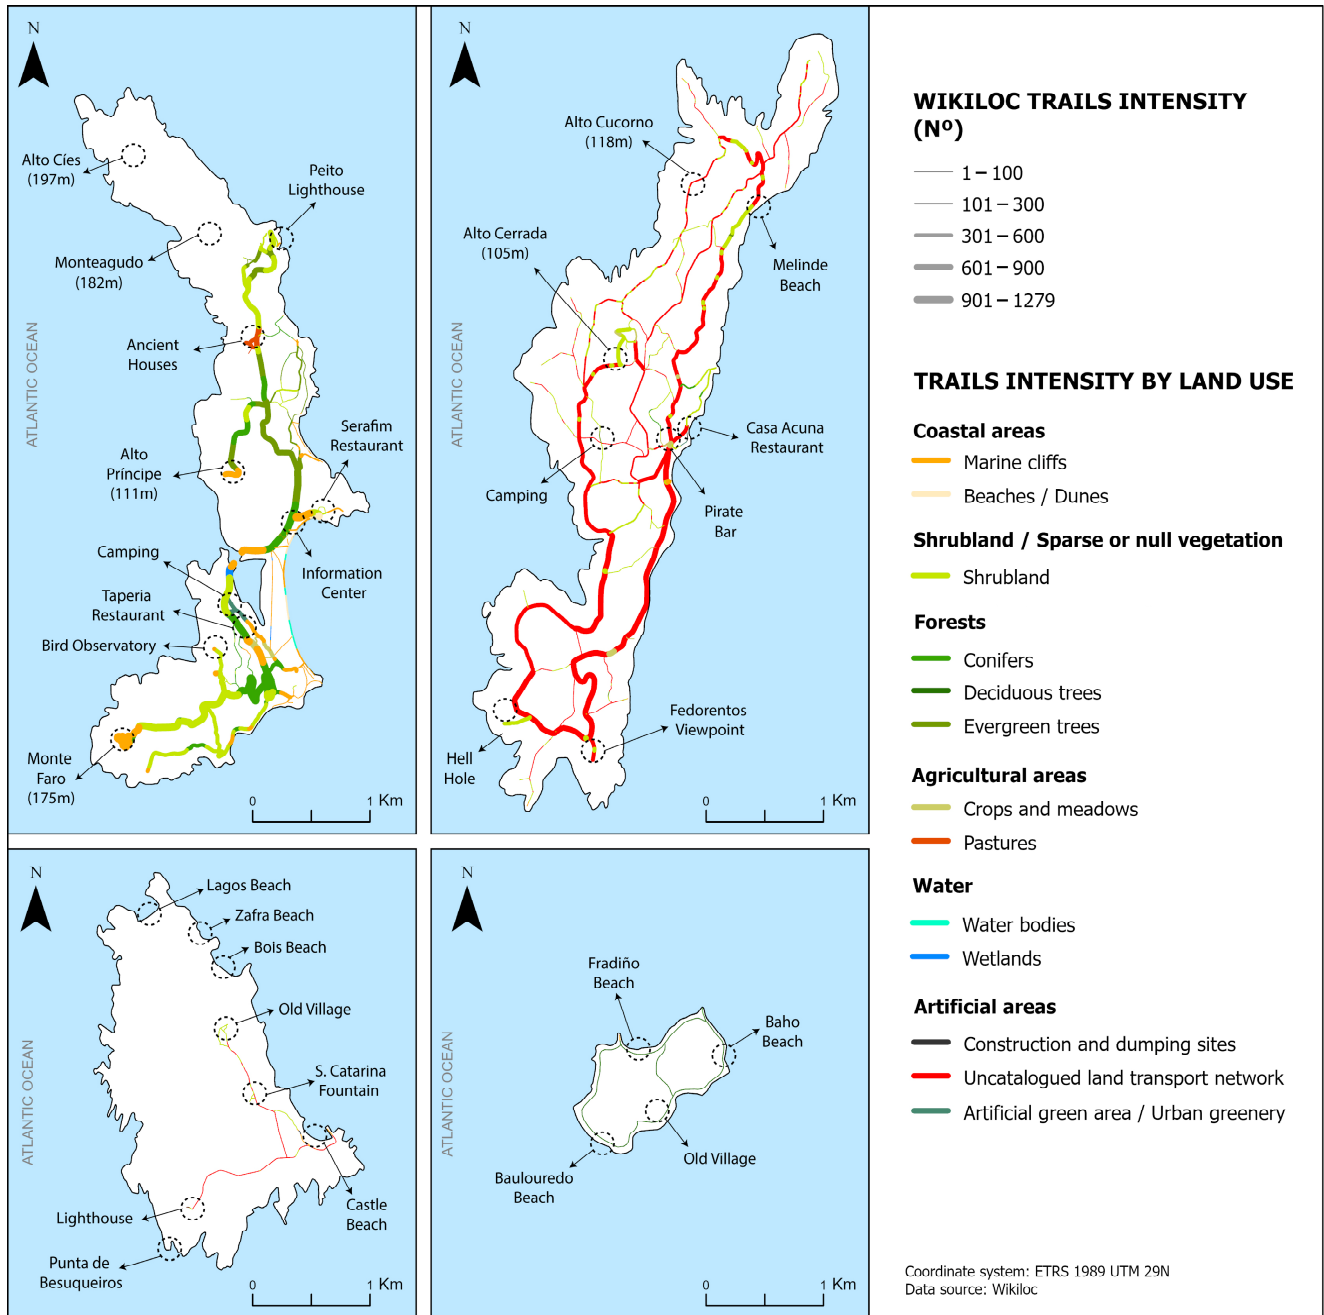 N
Alto Cíes
(197m)
Peito
Lighthouse
Monteagudo
(182m)
ATLANTIC OCEAN
Ancient
Houses
Serafim
Restaurant
Alto
Príncipe
(111m)
Camping
Information
Center
Taperia
Restaurant
Bird Observatory
Monte
Faro
(175m)
0
1 Km
N
Alto Cucorno
(118m)
Alto Cerrada
(105m)
Melinde
Beach
Casa Acuna
Restaurant
Camping
Pirate
Bar
Fedorentos
Viewpoint
Hell
Hole
0
1 Km
N
Lagos Beach
Zafra Beach
Bois Beach
Old Village
ATLANTIC OCEAN
S. Catarina
Fountain
Castle
Beach
Lighthouse
Punta de
Besuqueiros
0
1 Km
N
Fradiño
Beach
Baho
Beach
ATLANTIC OCEAN
Old Village
Baulouredo
Beach
0
1 Km
WIKILOC TRAILS INTENSITY
(Nº)
1 – 100
101 – 300
301 – 600
601 – 900
901 – 1279
TRAILS INTENSITY BY LAND USE
Coastal areas
Marine cliffs
Beaches / Dunes
Shrubland / Sparse or null vegetation
Shrubland
Forests
Conifers
Deciduous trees
Evergreen trees
Agricultural areas
Crops and meadows
Pastures
Water
Water bodies
Wetlands
Artificial areas
Construction and dumping sites
Uncatalogued land transport network
Artificial green area / Urban greenery
Coordinate system: ETRS 1989 UTM 29N
Data source: Wikiloc